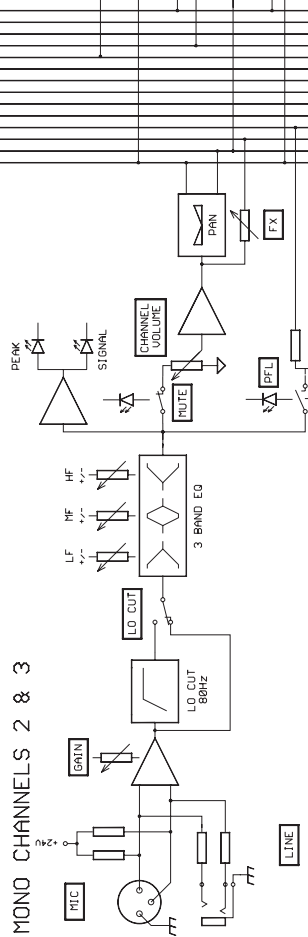 MONO CHANNELS 2 & 3
MIC
+24V
LINE
GAIN
LO CUT
80Hz
LO CUT
LF
+/-
MF
+/-
HF
+/-
3 BAND EQ
MUTE
PFL
PEAK
SIGNAL
CHANNEL
VOLUME
PAN
FX